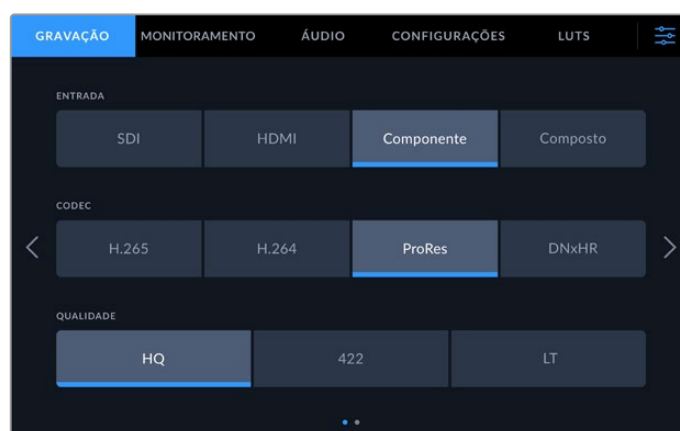 GRAVAÇÃO MONITORAMENTO ÁUDIO CONFIGURAÇÕES LUTS
ENTRADA
SDI HDMI Componente Composto
CODEC
H.265 H.264 ProRes DNxHR
QUALIDADE
HQ 422 LT